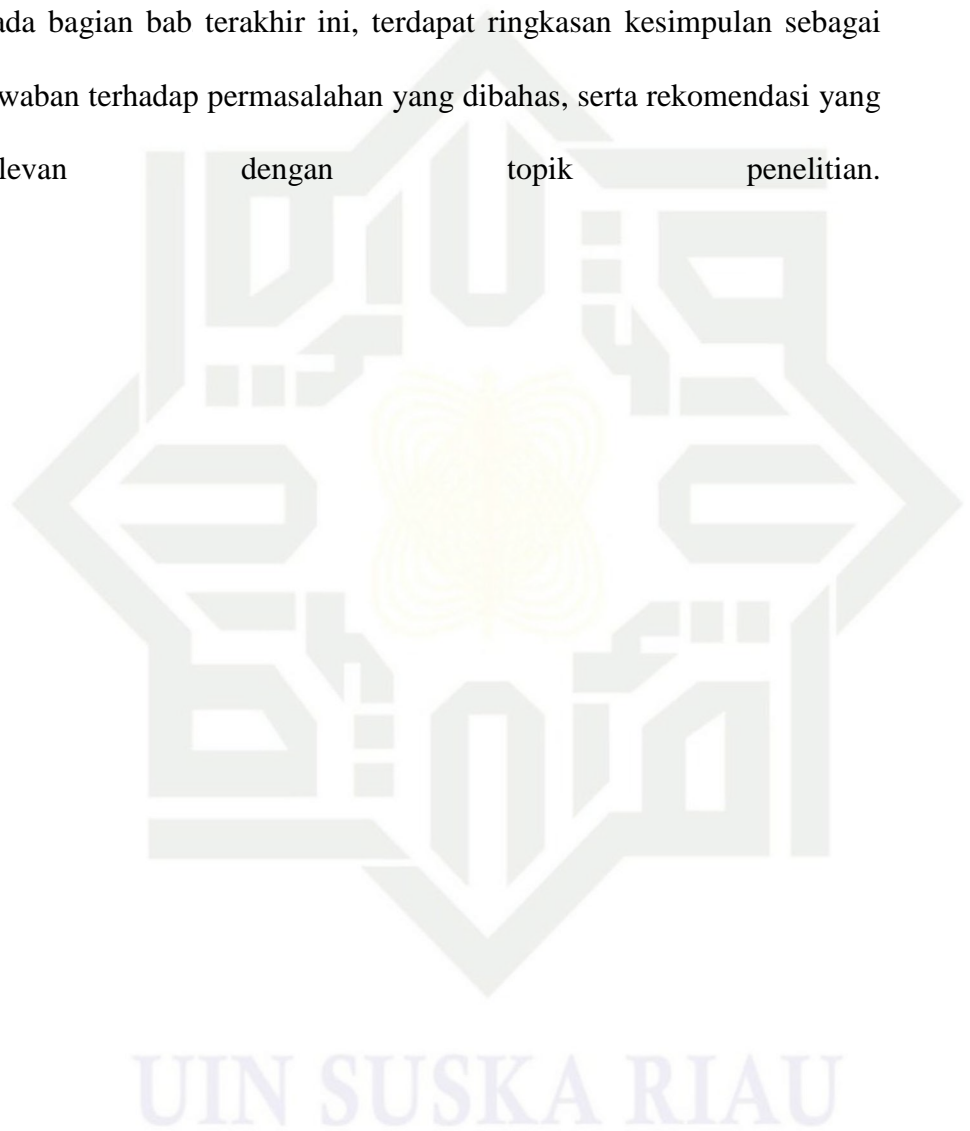 ada bagian bab terakhir ini, terdapat ringkasan kesimpulan sebagai
waban terhadap permasalahan yang dibahas, serta rekomendasi yang
levan dengan topik penelitian.
UIN SUSKA RIAU